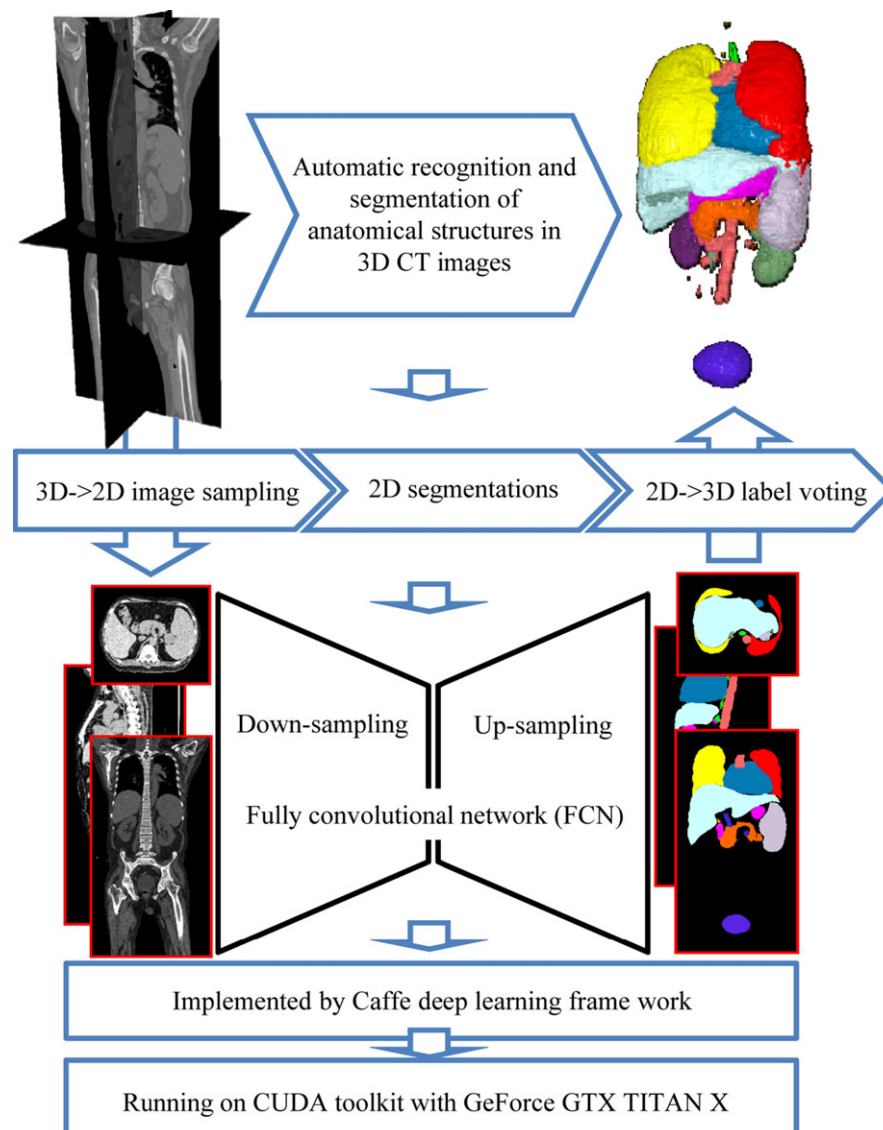 Automatic recognition and
segmentation of
anatomical structures in
3D CT images
3D->2D image sampling
2D segmentations
2D->3D label voting
Down-sampling
Up-sampling
Fully convolutional network (FCN)
Implemented by Caffe deep learning frame work
Running on CUDA toolkit with GeForce GTX TITAN X